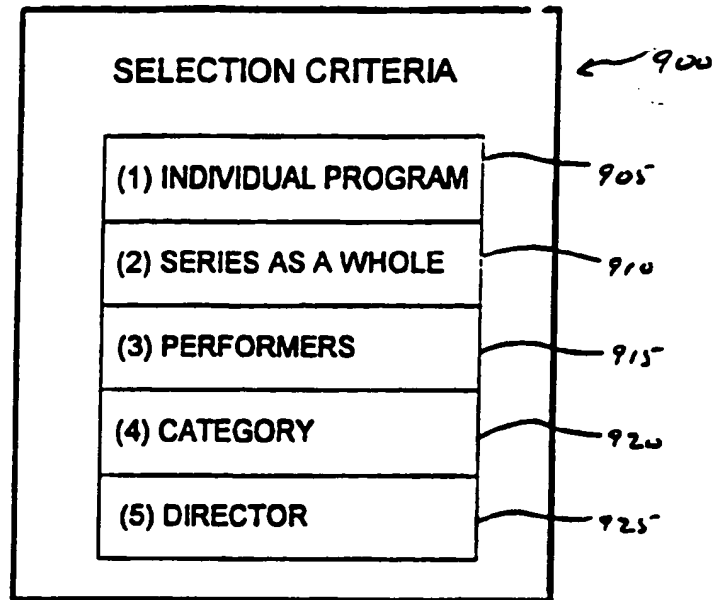 SELECTION CRITERIA
900
(1) INDIVIDUAL PROGRAM
905
(2) SERIES AS A WHOLE
910
(3) PERFORMERS
915
(4) CATEGORY
920
(5) DIRECTOR
925